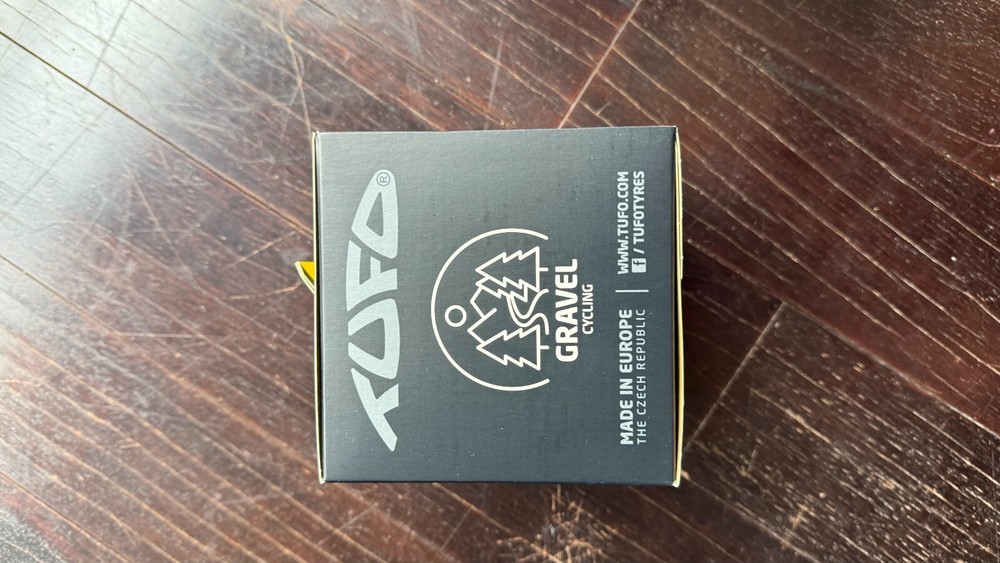 TUFO®
GRAVEL
CYCLING
MADE IN EUROPE
THE CZECH REPUBLIC
WWW.TUFO.COM
f / TUFOTYRES